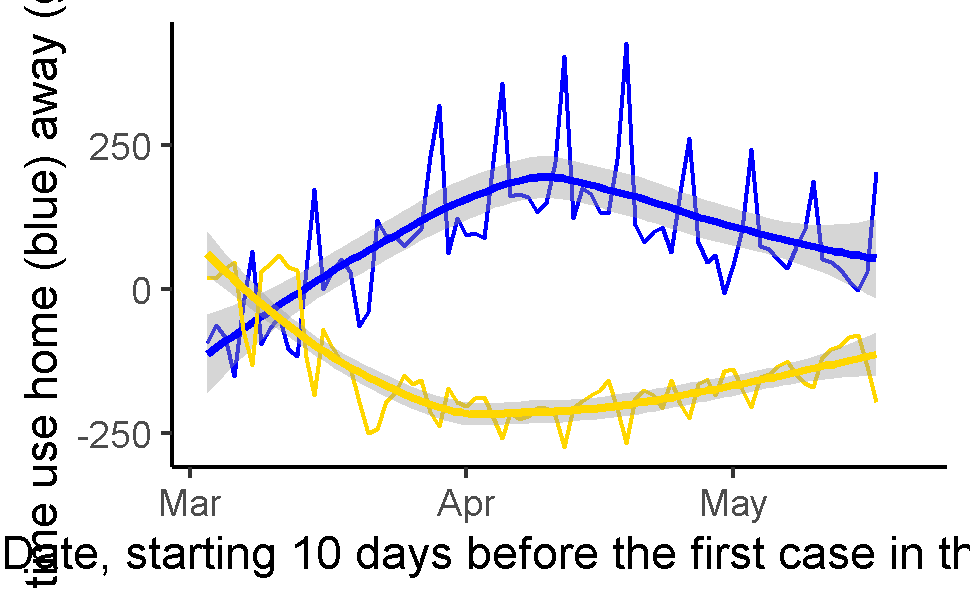 time use home (blue) away (
250
0
-250
Mar Apr May
Date, starting 10 days before the first case in th